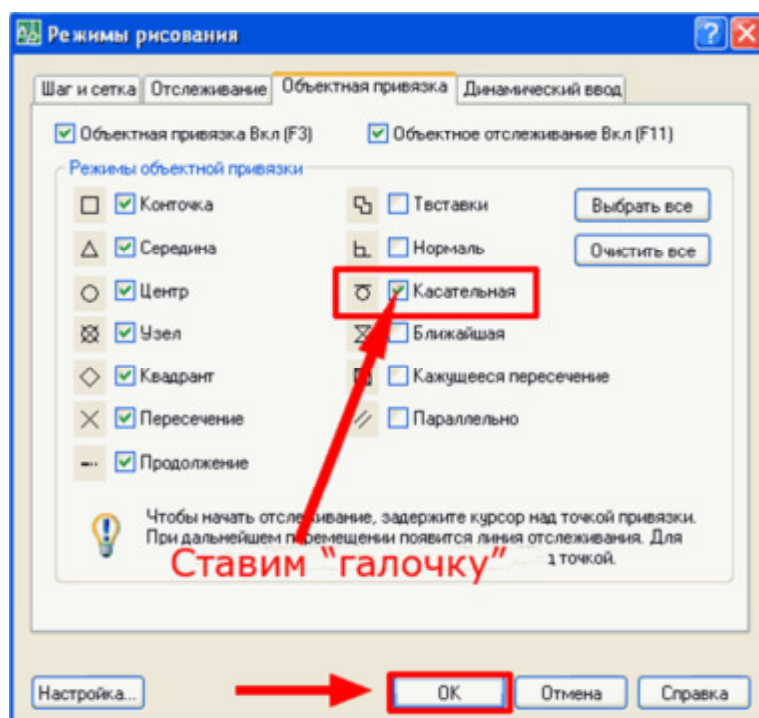 Режимы рисования
Шаг и сетка Отслеживание Объектная привязка Динамический ввод
Объектная привязка Вкл (F3) Объектное отслеживание Вкл (F11)
Режимы объектной привязки
Конточка Твставки Выбрать все
Середина Нормаль Очистить все
Центр Касательная
Узел Ближайшая
Квадрант Кажущееся пересечение
Пересечение Параллельно
Продолжение
Чтобы начать отслеживание, задержите курсор над точкой привязки.
При дальнейшем перемещении появится линия отслеживания. Для
точкой.
Ставим “галочку”
Настройка... OK Отмена Справка